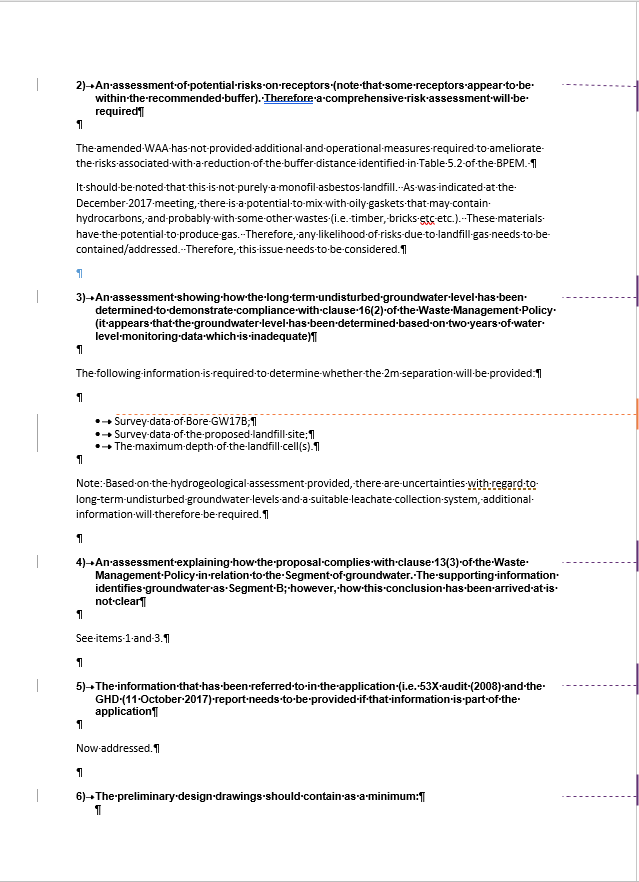 2) An assessment of potential risks on receptors (note that some receptors appear to be
within the recommended buffer). Therefore a comprehensive risk assessment will be
required¶
¶
The amended WAA has not provided additional and operational measures required to ameliorate
the risks associated with a reduction of the buffer distance identified in Table 5.2 of the BPEM. ¶
It should be noted that this is not purely a monofil asbestos landfill.  As was indicated at the
December 2017 meeting, there is a potential to mix with oily gaskets that may contain
hydrocarbons, and probably with some other wastes (i.e. timber, bricks etc etc.).  These materials
have the potential to produce gas.  Therefore, any likelihood of risks due to landfill gas needs to be
contained/addressed.  Therefore, this issue needs to be considered.¶
¶
3) An assessment showing how the long term undisturbed groundwater level has been
determined to demonstrate compliance with clause 16(2) of the Waste Management Policy
(it appears that the groundwater level has been determined based on two years of water
level monitoring data which is inadequate)¶
¶
The following information is required to determine whether the 2m separation will be provided:¶
¶
• Survey data of Bore GW17B;¶
• Survey data of the proposed landfill site;¶
• The maximum depth of the landfill cell(s).¶
¶
Note: Based on the hydrogeological assessment provided, there are uncertainties with regard to
long-term undisturbed groundwater levels and a suitable leachate collection system, additional
information will therefore be required.¶
¶
4) An assessment explaining how the proposal complies with clause 13(3) of the Waste
Management Policy in relation to the Segment of groundwater. The supporting information
identifies groundwater as Segment B; however, how this conclusion has been arrived at is
not clear¶
¶
See items 1 and 3.¶
¶
5) The information that has been referred to in the application (i.e. 53X audit (2008) and the
GHD (11 October 2017) report needs to be provided if that information is part of the
application¶
¶
Now addressed.¶
¶
6) The preliminary design drawings should contain as a minimum:¶
¶